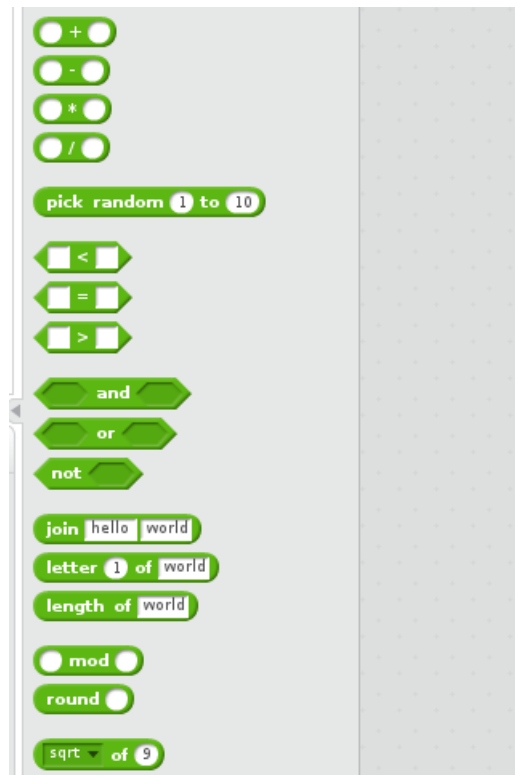 +
-
*
/
pick random 1 to 10
<
=
>
and
or
not
join hello world
letter 1 of world
length of world
mod
round
sqrt of 9